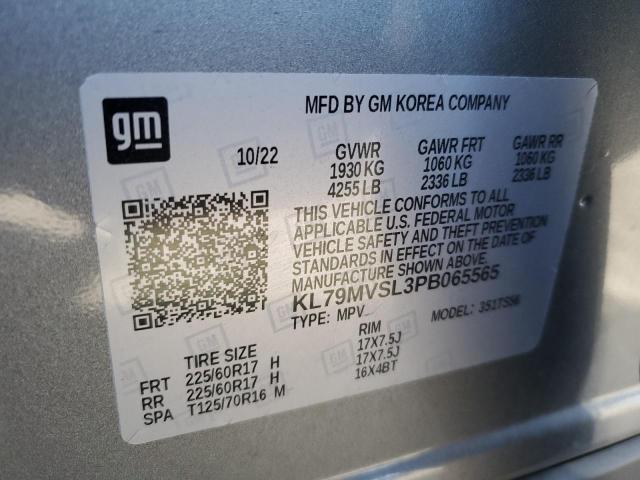 gm
MFD BY GM KOREA COMPANY
10/22 GVWR GAWR FRT GAWR RR
1930 KG 1060 KG 1060 KG
4255 LB 2336 LB 2336 LB
THIS VEHICLE CONFORMS TO ALL
APPLICABLE U.S. FEDERAL MOTOR
VEHICLE SAFETY AND THEFT PREVENTION
STANDARDS IN EFFECT ON THE DATE OF
MANUFACTURE SHOWN ABOVE.
KL79MVSL3PB065565
TYPE: MPV MODEL: 351TS56
TIRE SIZE RIM
FRT 225/60R17 H 17X7.5J
RR 225/60R17 H 17X7.5J
SPA T125/70R16 M 16X4BT